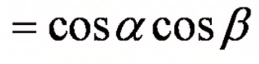 = cos α cos β